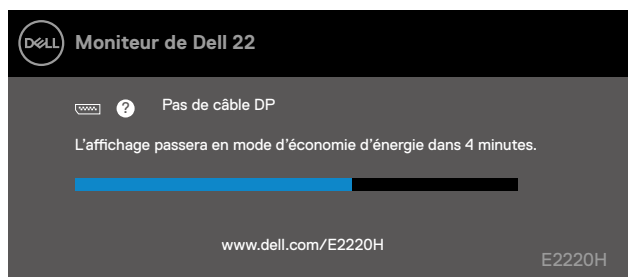 DELL
Moniteur de Dell 22
? Pas de câble DP
L'affichage passera en mode d'économie d'énergie dans 4 minutes.
www.dell.com/E2220H
E2220H